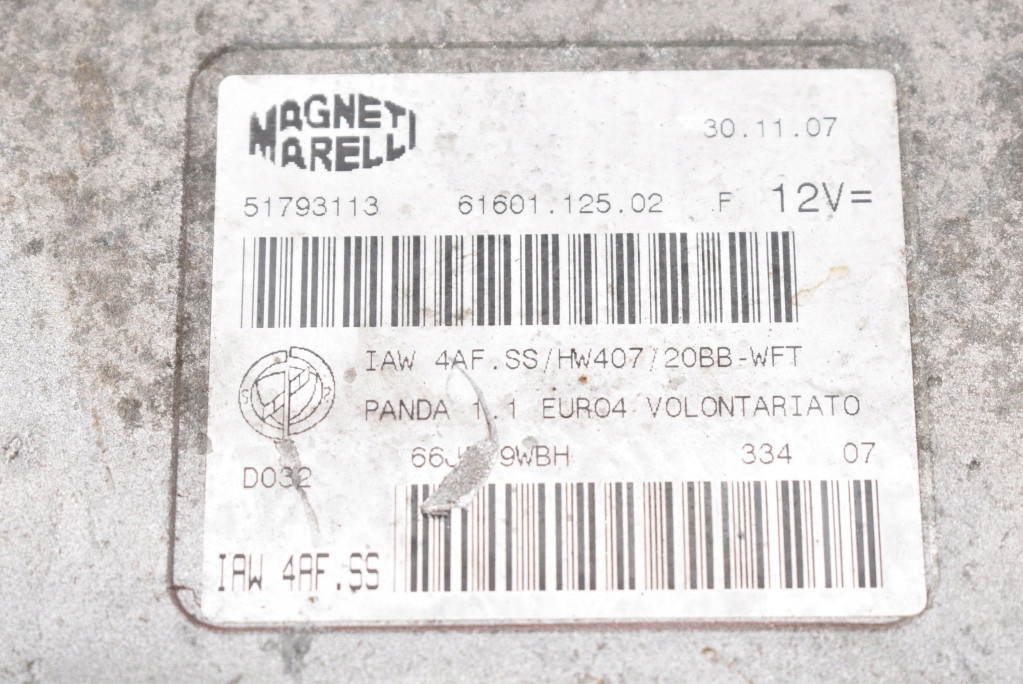 MAGNETI
MARELLI
30.11.07
51793113 61601.125.02 F 12V=
IAW 4AF.SS/HW407/20BB-WFT
PANDA 1.1 EURO4 VOLONTARIATO
334 07
D032
IAW 4AF.SS